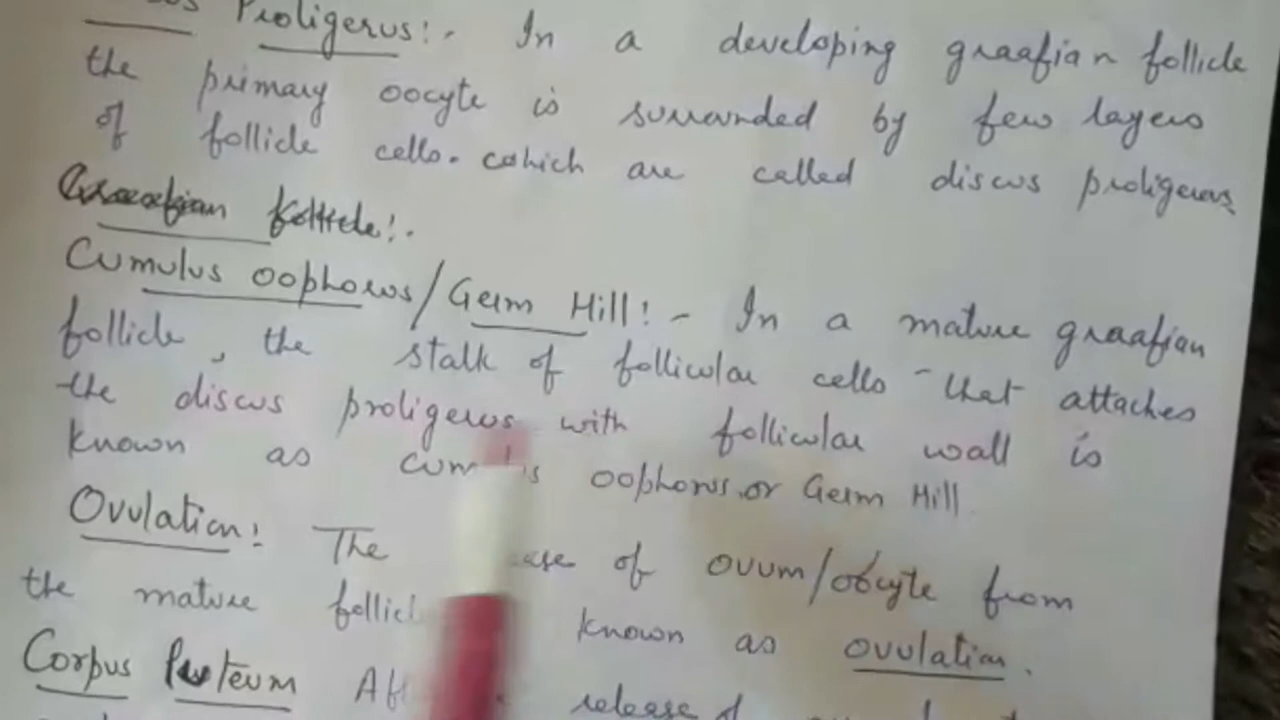 Proligerus:- In a developing graafian follicle
the primary oocyte is surrounded by few layers
of follicle cells. which are called discus proligerus
Graafian follicle:-
Cumulus oophorus/Germ Hill:- In a mature graafian
follicle, the stalk of follicular cells that attaches
the discus proligerus with follicular wall is
known as oophorus or Germ Hill
Ovulation: The of ovum/oocyte from
the mature known as ovulation.
Corpus release of